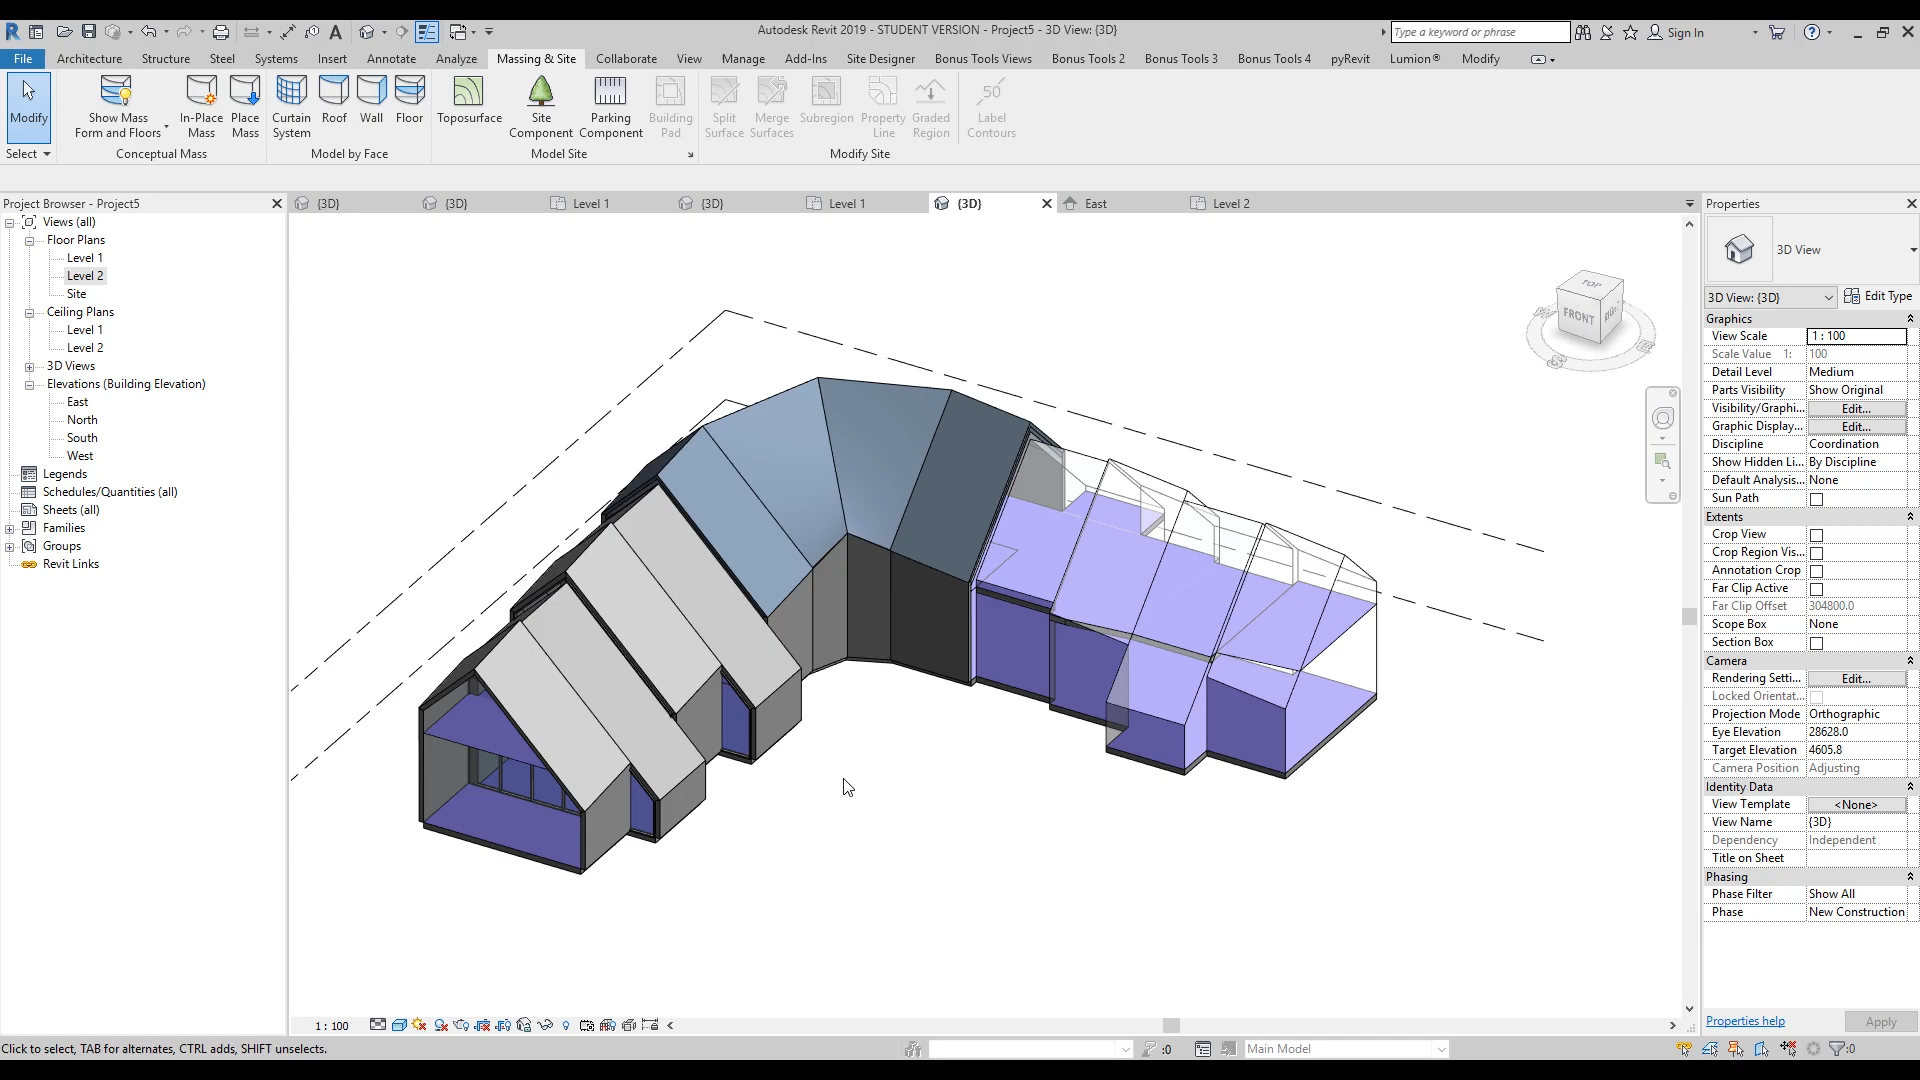 Autodesk Revit 2019 - STUDENT VERSION - Project5 - 3D View: {3D}
Type a keyword or phrase
Sign In
File Architecture Structure Steel Systems Insert Annotate Analyze Massing & Site Collaborate View Manage Add-Ins Site Designer Bonus Tools Views Bonus Tools 2 Bonus Tools 3 Bonus Tools 4 pyRevit Lumion® Modify
Modify
Show Mass
Form and Floors
In-Place
Mass
Place
Mass
Curtain
System
Roof
Wall
Floor
Toposurface
Site
Component
Parking
Component
Building
Pad
Split
Surface
Merge
Surfaces
Subregion
Property
Line
Graded
Region
50
Label
Contours
Select
Conceptual Mass
Model by Face
Model Site
Modify Site
Project Browser - Project5
{3D} {3D} Level 1 {3D} Level 1 {3D} East Level 2
Views (all)
Floor Plans
Level 1
Level 2
Site
Ceiling Plans
Level 1
Level 2
3D Views
Elevations (Building Elevation)
East
North
South
West
Legends
Schedules/Quantities (all)
Sheets (all)
Families
Groups
Revit Links
TOP
FRONT
RIGHT
Properties
3D View
3D View: {3D}
Edit Type
Graphics
View Scale 1 : 100
Scale Value 1: 100
Detail Level Medium
Parts Visibility Show Original
Visibility/Graphi... Edit...
Graphic Display... Edit...
Discipline Coordination
Show Hidden Li... By Discipline
Default Analysis... None
Sun Path
Extents
Crop View
Crop Region Vis...
Annotation Crop
Far Clip Active
Far Clip Offset 304800.0
Scope Box None
Section Box
Camera
Rendering Setti... Edit...
Locked Orientat...
Projection Mode Orthographic
Eye Elevation 28628.0
Target Elevation 4605.8
Camera Position Adjusting
Identity Data
View Template <None>
View Name {3D}
Dependency Independent
Title on Sheet
Phasing
Phase Filter Show All
Phase New Construction
Properties help
Apply
1 : 100
Click to select, TAB for alternates, CTRL adds, SHIFT unselects.
:0
Main Model
:0